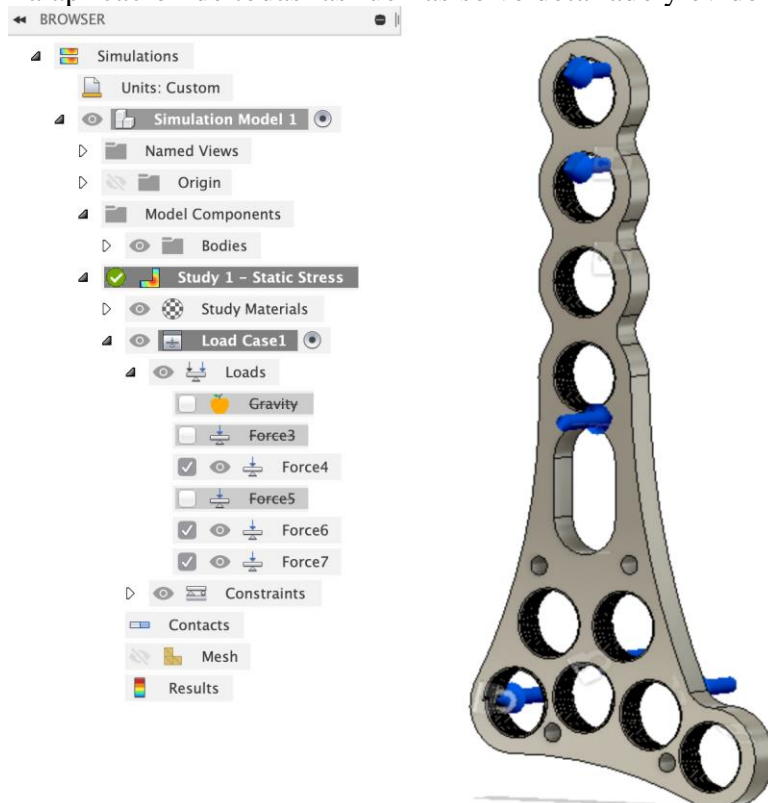 BROWSER
Simulations
Units: Custom
Simulation Model 1
Named Views
Origin
Model Components
Bodies
Study 1 - Static Stress
Study Materials
Load Case1
Loads
Gravity
Force3
Force4
Force5
Force6
Force7
Constraints
Contacts
Mesh
Results